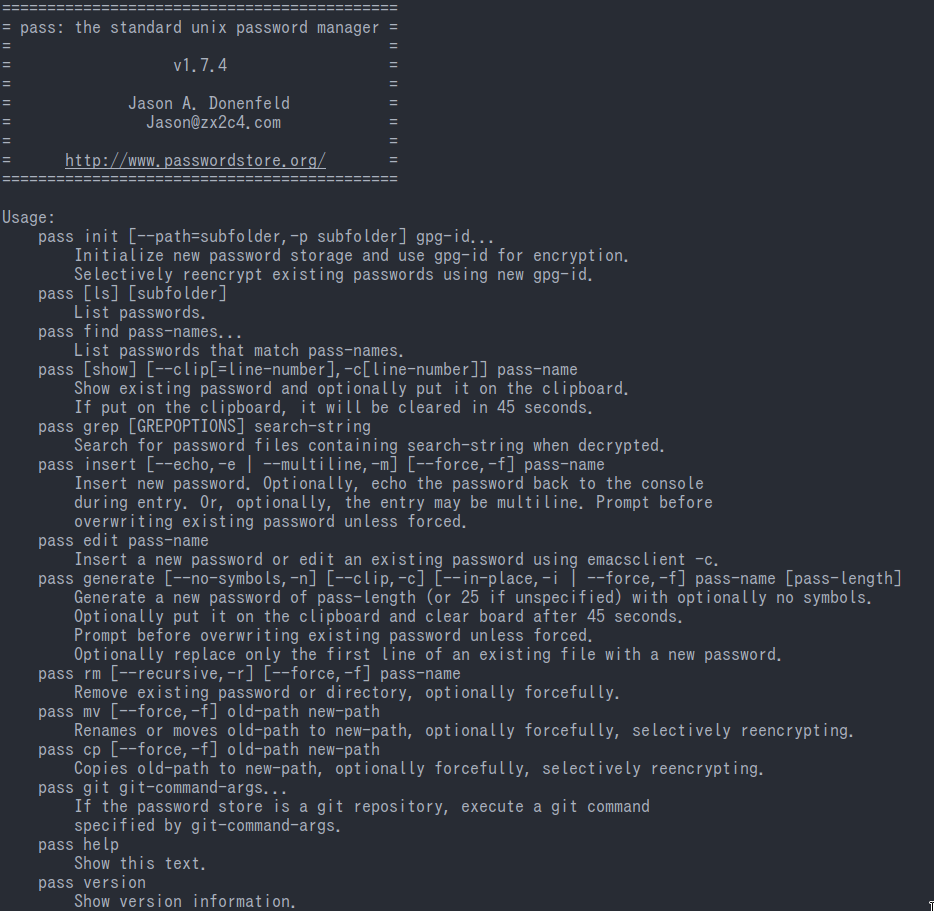 ============================================
= pass: the standard unix password manager =
=                                          =
=                  v1.7.4                  =
=                                          =
=             Jason A. Donenfeld           =
=               Jason@zx2c4.com            =
=                                          =
=      http://www.passwordstore.org/       =
============================================

Usage:
    pass init [--path=subfolder,-p subfolder] gpg-id...
        Initialize new password storage and use gpg-id for encryption.
        Selectively reencrypt existing passwords using new gpg-id.
    pass [ls] [subfolder]
        List passwords.
    pass find pass-names...
        List passwords that match pass-names.
    pass [show] [--clip[=line-number],-c[line-number]] pass-name
        Show existing password and optionally put it on the clipboard.
        If put on the clipboard, it will be cleared in 45 seconds.
    pass grep [GREPOPTIONS] search-string
        Search for password files containing search-string when decrypted.
    pass insert [--echo,-e | --multiline,-m] [--force,-f] pass-name
        Insert new password. Optionally, echo the password back to the console
        during entry. Or, optionally, the entry may be multiline. Prompt before
        overwriting existing password unless forced.
    pass edit pass-name
        Insert a new password or edit an existing password using emacsclient -c.
    pass generate [--no-symbols,-n] [--clip,-c] [--in-place,-i | --force,-f] pass-name [pass-length]
        Generate a new password of pass-length (or 25 if unspecified) with optionally no symbols.
        Optionally put it on the clipboard and clear board after 45 seconds.
        Prompt before overwriting existing password unless forced.
        Optionally replace only the first line of an existing file with a new password.
    pass rm [--recursive,-r] [--force,-f] pass-name
        Remove existing password or directory, optionally forcefully.
    pass mv [--force,-f] old-path new-path
        Renames or moves old-path to new-path, optionally forcefully, selectively reencrypting.
    pass cp [--force,-f] old-path new-path
        Copies old-path to new-path, optionally forcefully, selectively reencrypting.
    pass git git-command-args...
        If the password store is a git repository, execute a git command
        specified by git-command-args.
    pass help
        Show this text.
    pass version
        Show version information.